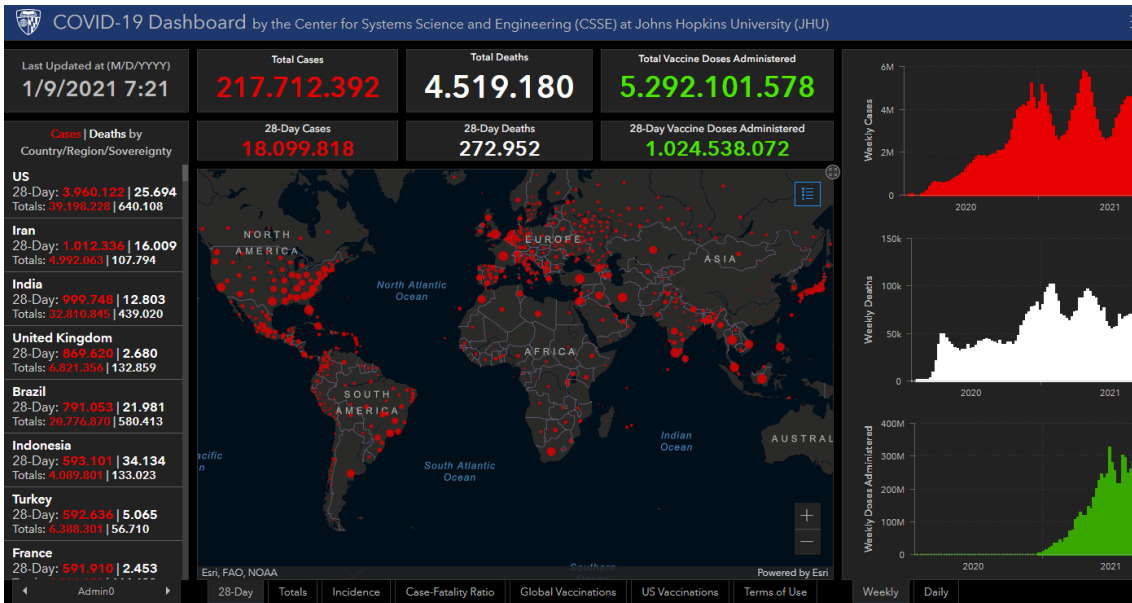 COVID-19 Dashboard by the Center for Systems Science and Engineering (CSSE) at Johns Hopkins University (JHU)
Last Updated at (M/D/YYYY)
1/9/2021 7:21
Cases | Deaths by
Country/Region/Sovereignty
US
28-Day: 3.960.122 | 25.694
Totals: 39.198.228 | 640.108
Iran
28-Day: 1.012.336 | 16.009
Totals: 4.992.063 | 107.794
India
28-Day: 999.748 | 12.803
Totals: 32.810.845 | 439.020
United Kingdom
28-Day: 869.620 | 2.680
Totals: 6.821.356 | 132.859
Brazil
28-Day: 791.053 | 21.981
Totals: 20.776.870 | 580.413
Indonesia
28-Day: 593.101 | 34.134
Totals: 4.089.801 | 133.023
Turkey
28-Day: 592.636 | 5.065
Totals: 6.388.301 | 56.710
France
28-Day: 591.910 | 2.453
Admin0
Total Cases
217.712.392
Total Deaths
4.519.180
Total Vaccine Doses Administered
5.292.101.578
28-Day Cases
18.099.818
28-Day Deaths
272.952
28-Day Vaccine Doses Administered
1.024.538.072
NORTH
AMERICA
EUROPE
ASIA
North Atlantic
Ocean
AFRICA
SOUTH
AMERICA
Indian
Ocean
AUSTRAL
South Atlantic
Ocean
Esri, FAO, NOAA
Powered by Esri
28-Day
Totals
Incidence
Case-Fatality Ratio
Global Vaccinations
US Vaccinations
Terms of Use
Weekly Cases
6M
4M
2M
0
2020
2021
Weekly Deaths
150k
100k
50k
0
2020
2021
Weekly Doses Administered
400M
300M
200M
100M
0
2020
2021
Weekly
Daily